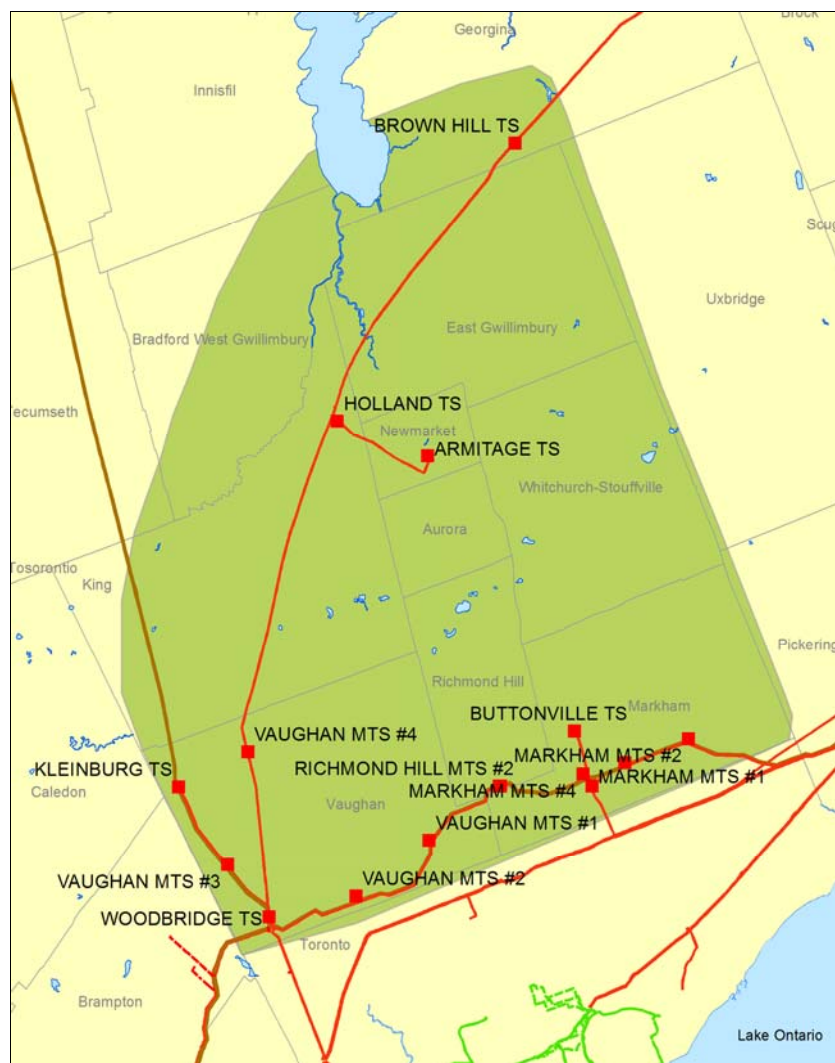 Georgina
Brock
Innisfil
BROWN HILL TS
Scug
Uxbridge
East Gwillimbury
Bradford West Gwillimbury
HOLLAND TS
Tecumseth
Newmarket
ARMITAGE TS
Whitchurch-Stouffville
Aurora
Tosorontio
King
Pickering
Richmond Hill
Markham
BUTTONVILLE TS
VAUGHAN MTS #4
MARKHAM MTS #2
KLEINBURG TS
RICHMOND HILL MTS #2
MARKHAM MTS #1
Caledon
MARKHAM MTS #4
Vaughan
VAUGHAN MTS #1
VAUGHAN MTS #3
VAUGHAN MTS #2
WOODBRIDGE TS
Toronto
Brampton
Lake Ontario